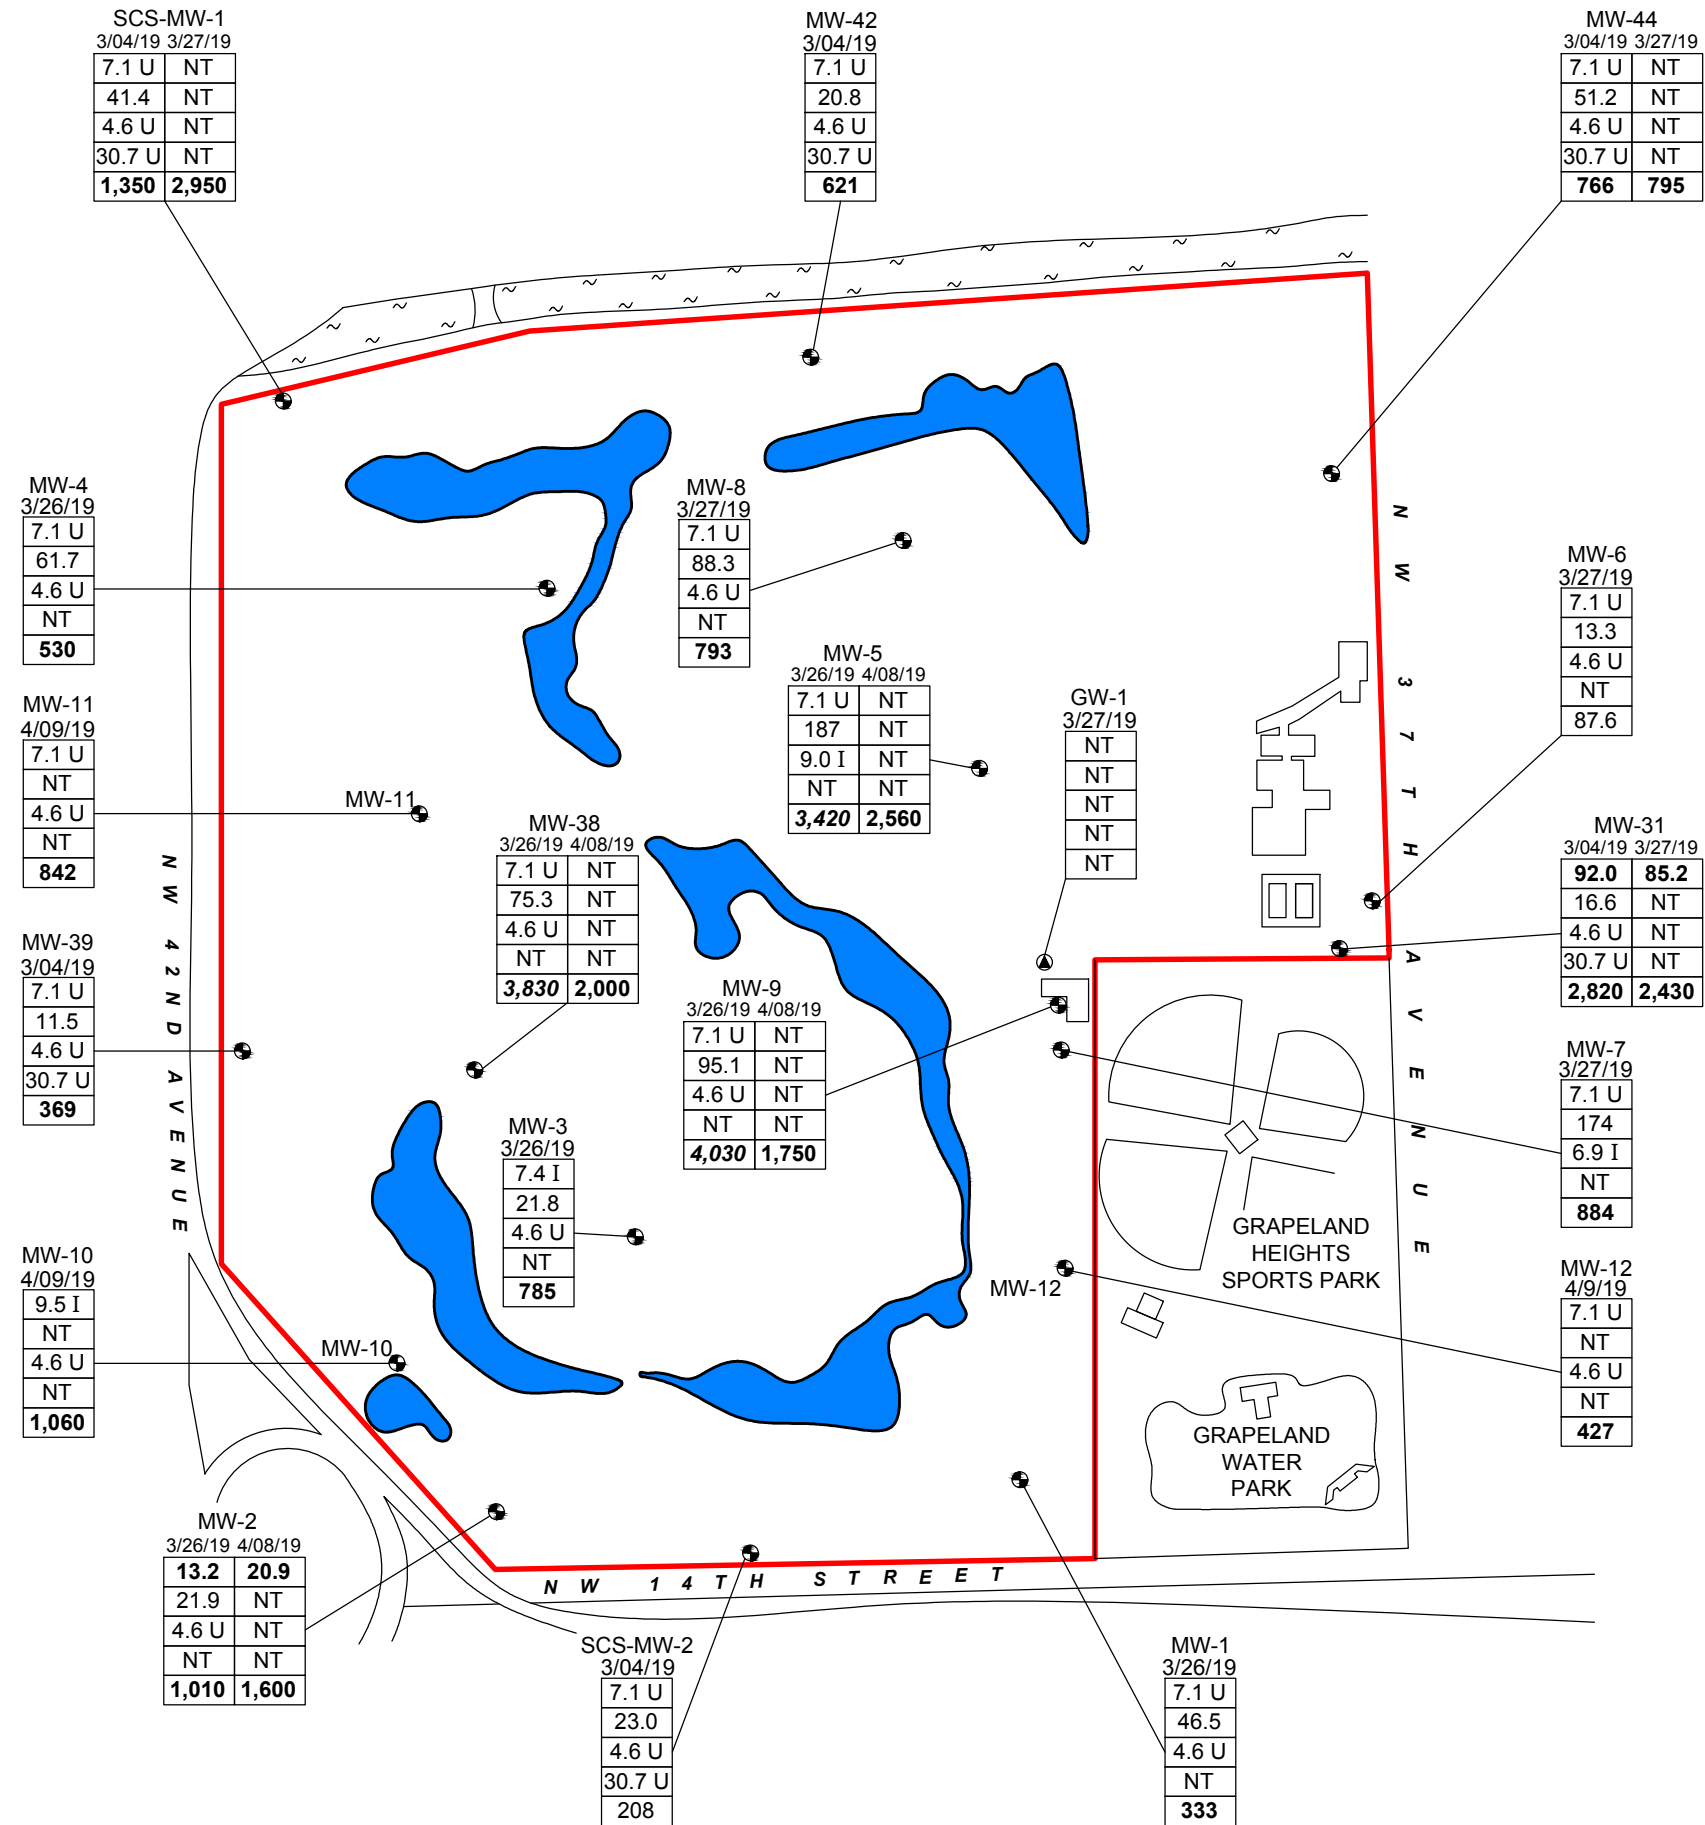 SCS-MW-1
3/04/19 3/27/19
7.1 U NT
41.4 NT
4.6 U NT
30.7 U NT
1,350 2,950
MW-42
3/04/19
7.1 U
20.8
4.6 U
30.7 U
621
MW-44
3/04/19 3/27/19
7.1 U NT
51.2 NT
4.6 U NT
30.7 U NT
766 795
MW-4
3/26/19
7.1 U
61.7
4.6 U
NT
530
MW-8
3/27/19
7.1 U
88.3
4.6 U
NT
793
MW-6
3/27/19
7.1 U
13.3
4.6 U
NT
87.6
MW-5
3/26/19 4/08/19
7.1 U NT
187 NT
9.0 I NT
NT NT
3,420 2,560
GW-1
3/27/19
NT
NT
NT
NT
NT
MW-11
4/09/19
7.1 U
NT
4.6 U
NT
842
MW-11
MW-38
3/26/19 4/08/19
7.1 U NT
75.3 NT
4.6 U NT
NT NT
3,830 2,000
MW-31
3/04/19 3/27/19
92.0 85.2
16.6 NT
4.6 U NT
30.7 U NT
2,820 2,430
MW-39
3/04/19
7.1 U
11.5
4.6 U
30.7 U
369
MW-9
3/26/19 4/08/19
7.1 U NT
95.1 NT
4.6 U NT
NT NT
4,030 1,750
MW-7
3/27/19
7.1 U
174
6.9 I
NT
884
MW-3
3/26/19
7.4 I
21.8
4.6 U
NT
785
NW 42ND AVENUE
NW 37TH AVENUE
GRAPELAND
HEIGHTS
SPORTS PARK
MW-12
MW-12
4/9/19
7.1 U
NT
4.6 U
NT
427
MW-10
4/09/19
9.5 I
NT
4.6 U
NT
1,060
MW-10
GRAPELAND
WATER
PARK
MW-2
3/26/19 4/08/19
13.2 20.9
21.9 NT
4.6 U NT
NT NT
1,010 1,600
NW 14TH STREET
SCS-MW-2
3/04/19
7.1 U
23.0
4.6 U
30.7 U
208
MW-1
3/26/19
7.1 U
46.5
4.6 U
NT
333